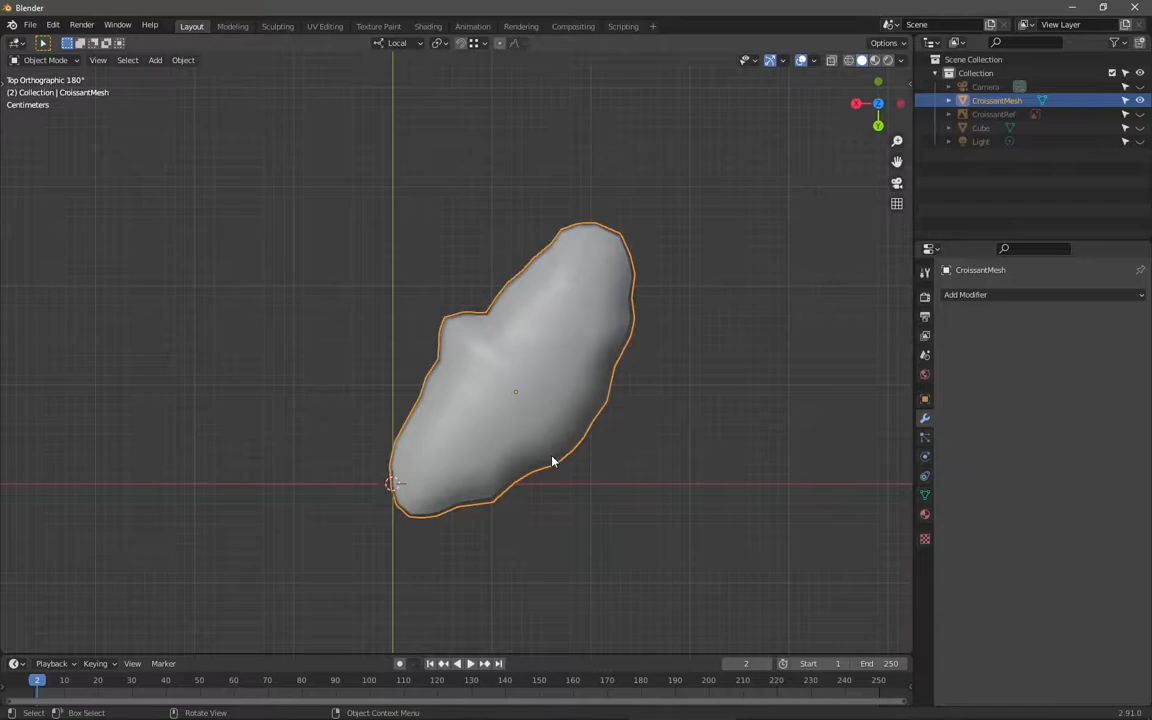 Blender
File Edit Render Window Help Layout Modeling Sculpting UV Editing Texture Paint Shading Animation Rendering Compositing Scripting + Scene View Layer
Local Options
Object Mode View Select Add Object
Scene Collection
Collection
Camera
CroissantMesh
CroissantRef
Cube
Light
Top Orthographic 180°
(2) Collection | CroissantMesh
Centimeters
X Z
Y
CroissantMesh
Add Modifier
Playback Keying View Marker 2 Start 1 End 250
2 10 20 30 40 50 60 70 80 90 100 110 120 130 140 150 160 170 180 190 200 210 220 230 240 250
Select Box Select Rotate View Object Context Menu 2.91.0